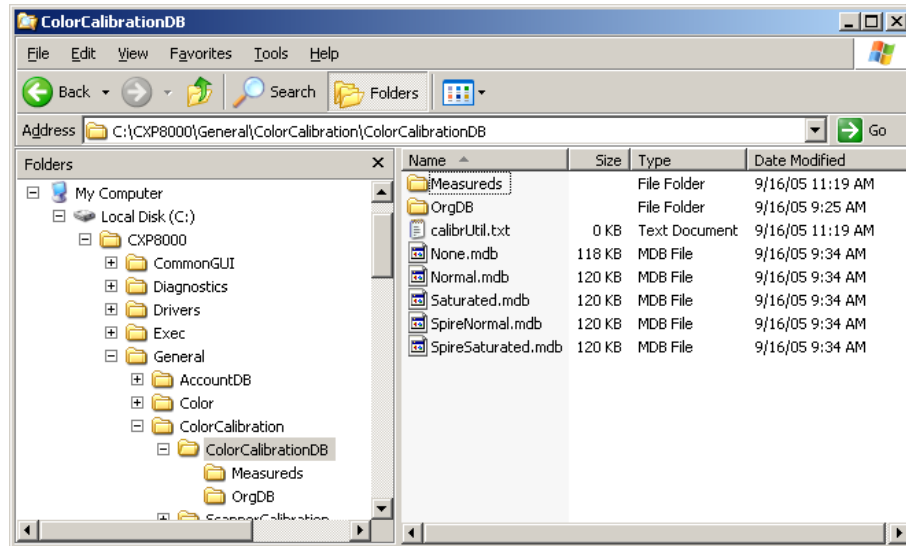 ColorCalibrationDB
File Edit View Favorites Tools Help
Back Search Folders
Address C:\CXP8000\General\ColorCalibration\ColorCalibrationDB Go
Folders
My Computer
Local Disk (C:)
CXP8000
CommonGUI
Diagnostics
Drivers
Exec
General
AccountDB
Color
ColorCalibration
ColorCalibrationDB
Measureds
OrgDB
ScannerCalibration
Name Size Type Date Modified
Measureds File Folder 9/16/05 11:19 AM
OrgDB File Folder 9/16/05 9:25 AM
calibrUtil.txt 0 KB Text Document 9/16/05 11:19 AM
None.mdb 118 KB MDB File 9/16/05 9:34 AM
Normal.mdb 120 KB MDB File 9/16/05 9:34 AM
Saturated.mdb 120 KB MDB File 9/16/05 9:34 AM
SpireNormal.mdb 120 KB MDB File 9/16/05 9:34 AM
SpireSaturated.mdb 120 KB MDB File 9/16/05 9:34 AM